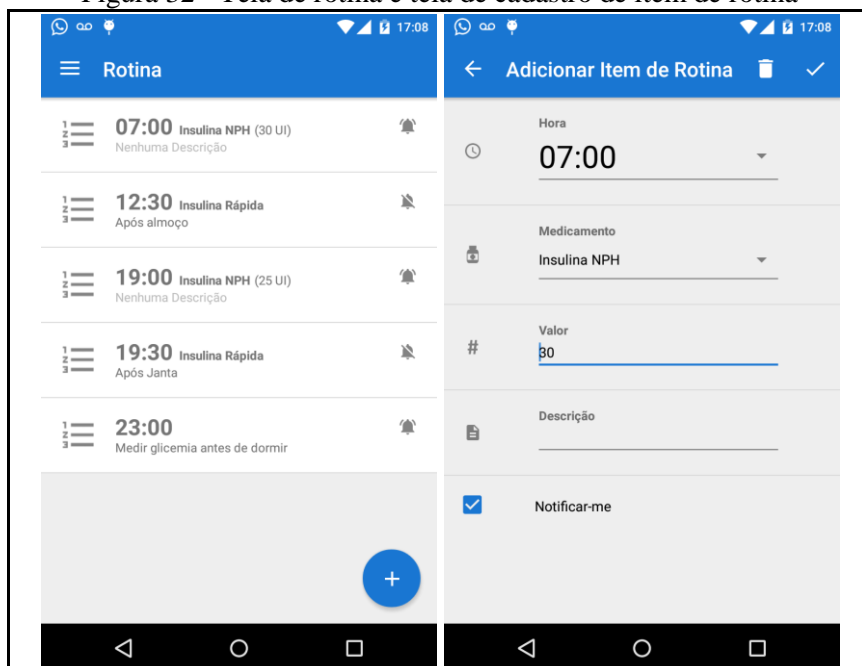 Figura 32 - Tela de rotina e tela de cadastro de item de rotina
17:08
Rotina
07:00 Insulina NPH (30 UI)
Nenhuma Descrição
12:30 Insulina Rápida
Após almoço
19:00 Insulina NPH (25 UI)
Nenhuma Descrição
19:30 Insulina Rápida
Após Janta
23:00
Medir glicemia antes de dormir
+
17:08
Adicionar Item de Rotina
Hora
07:00
Medicamento
Insulina NPH
#
Valor
30
Descrição
Notificar-me